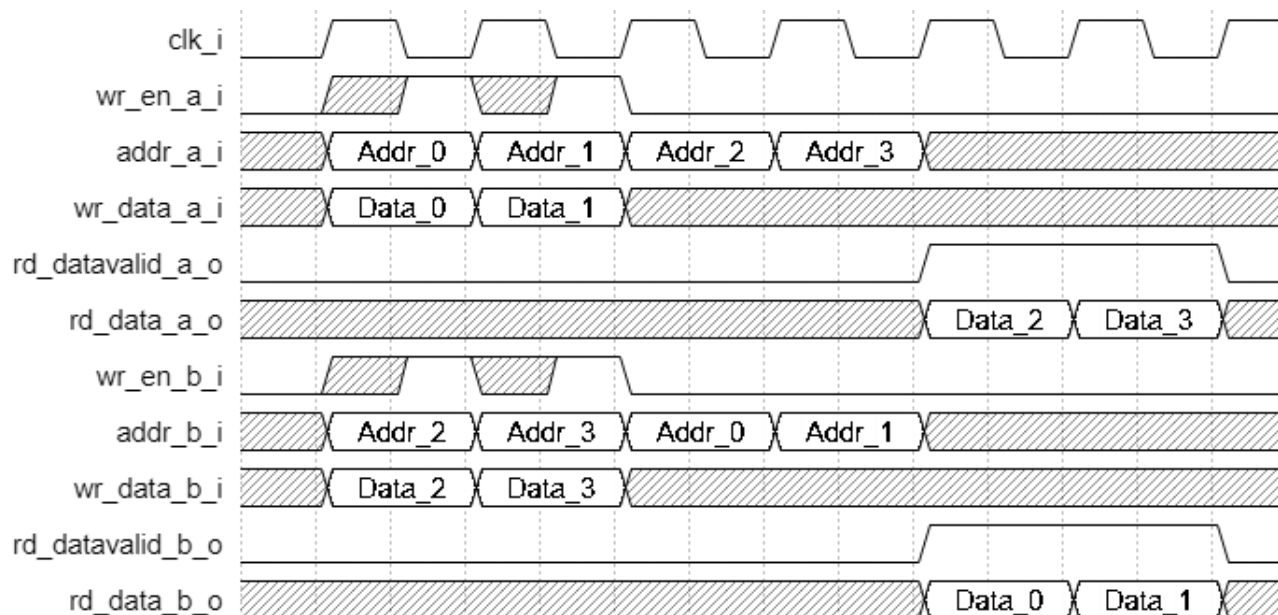 clk_i
wr_en_a_i
addr_a_i Addr_0 Addr_1 Addr_2 Addr_3
wr_data_a_i Data_0 Data_1
rd_datavalid_a_o
rd_data_a_o Data_2 Data_3
wr_en_b_i
addr_b_i Addr_2 Addr_3 Addr_0 Addr_1
wr_data_b_i Data_2 Data_3
rd_datavalid_b_o
rd_data_b_o Data_0 Data_1